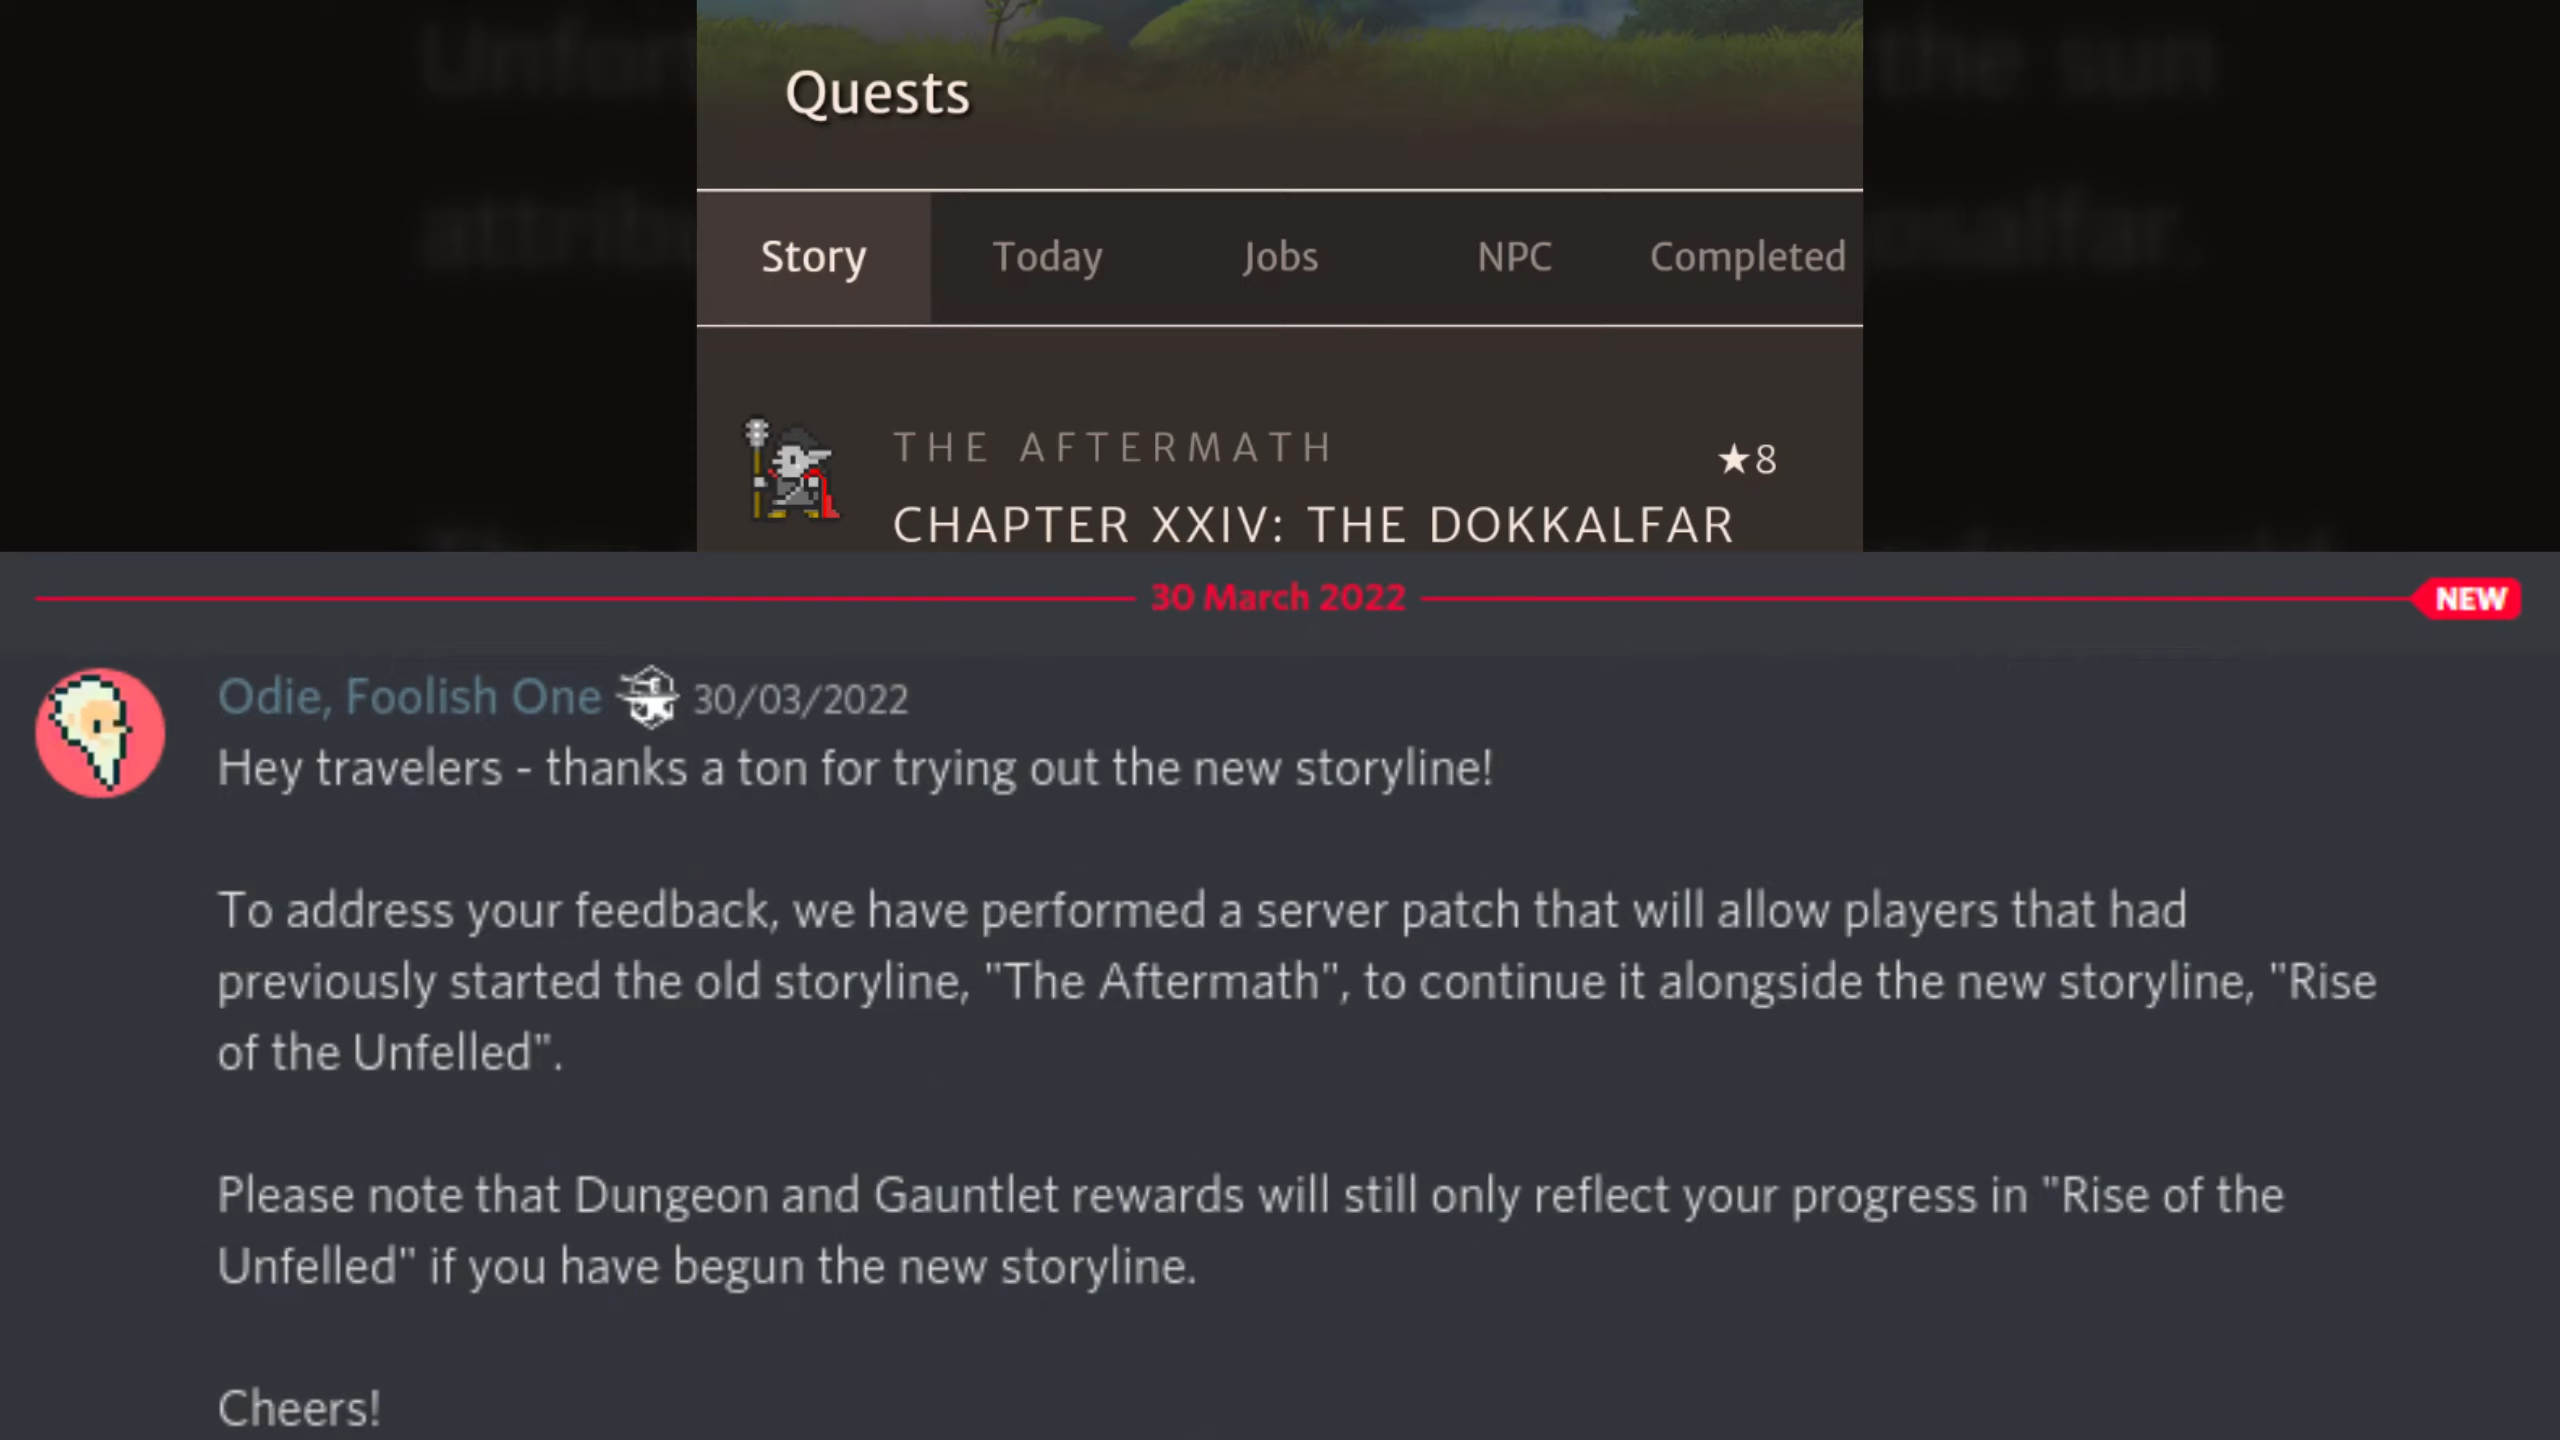 Quests
Story Today Jobs NPC Completed
THE AFTERMATH ★8
CHAPTER XXIV: THE DOKKALFAR
the sun
30 March 2022 NEW
Odie, Foolish One 30/03/2022
Hey travelers - thanks a ton for trying out the new storyline!
To address your feedback, we have performed a server patch that will allow players that had
previously started the old storyline, "The Aftermath", to continue it alongside the new storyline, "Rise
of the Unfelled".
Please note that Dungeon and Gauntlet rewards will still only reflect your progress in "Rise of the
Unfelled" if you have begun the new storyline.
Cheers!